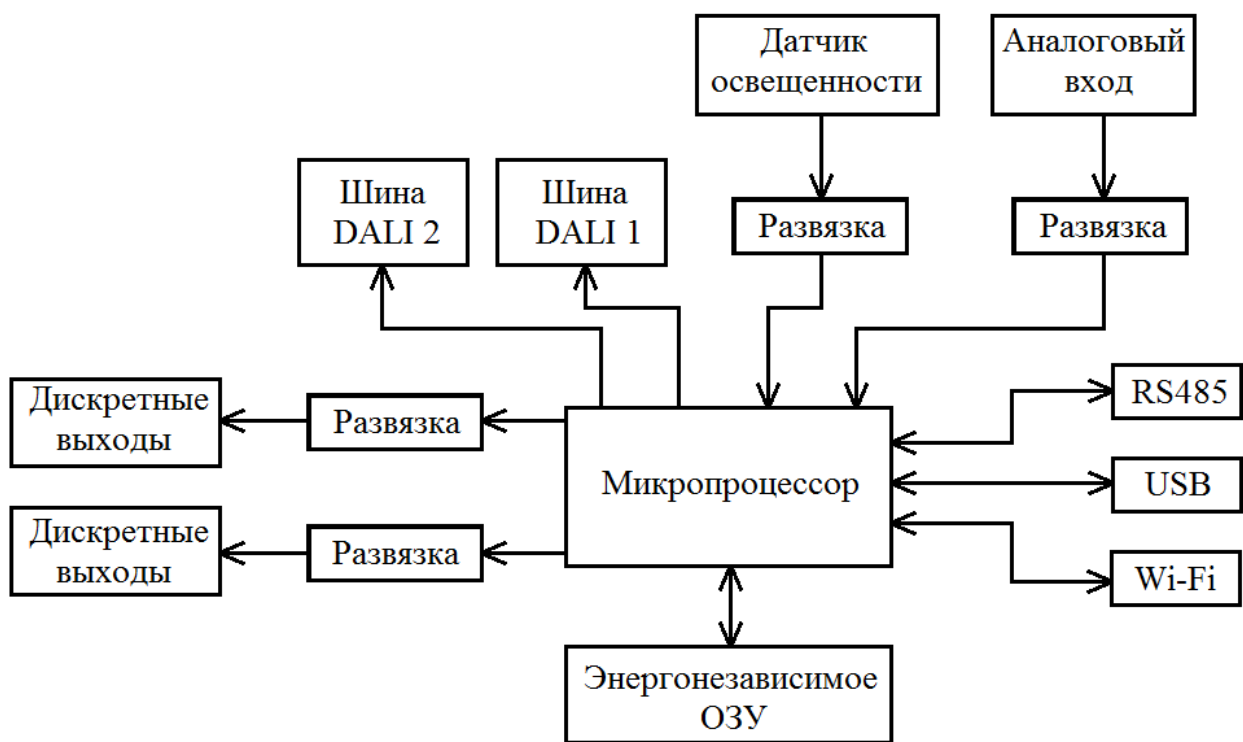 Датчик
освещенности
Аналоговый
вход
Шина
DALI 2
Шина
DALI 1
Развязка
Развязка
Дискретные
выходы
Развязка
Микропроцессор
RS485
USB
Wi-Fi
Дискретные
выходы
Развязка
Энергонезависимое
ОЗУ